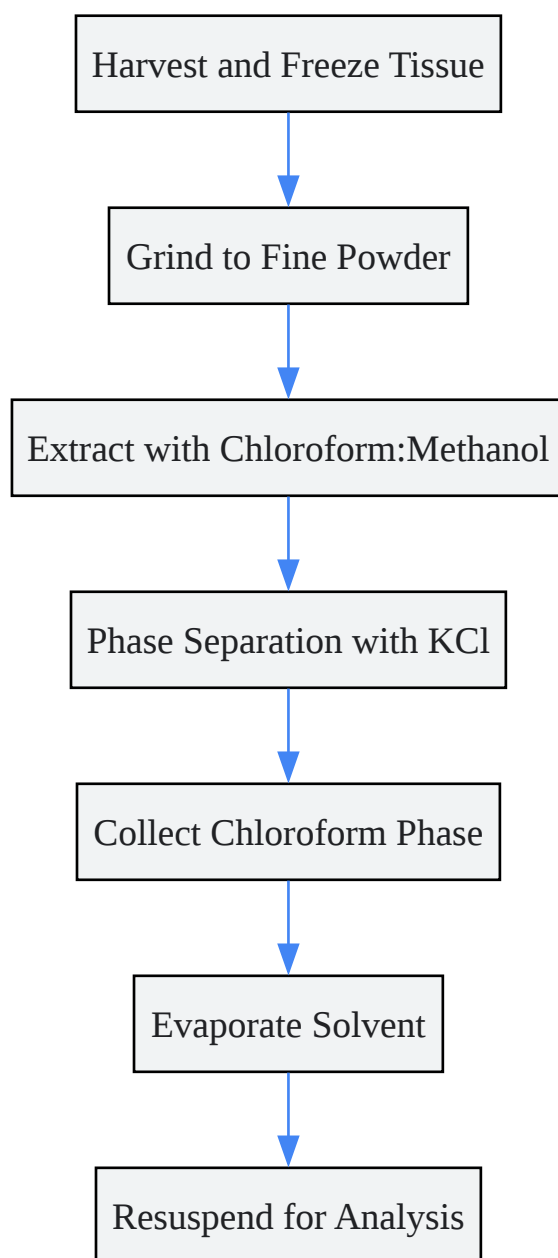 Harvest and Freeze Tissue
Grind to Fine Powder
Extract with Chloroform:Methanol
Phase Separation with KCl
Collect Chloroform Phase
Evaporate Solvent
Resuspend for Analysis